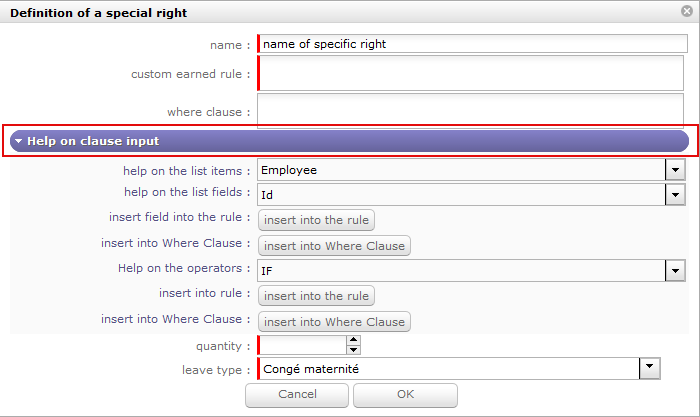 Definition of a special right
name : name of specific right
custom earned rule :
where clause :
Help on clause input
help on the list items : Employee
help on the list fields : Id
insert field into the rule : insert into the rule
insert into Where Clause : insert into Where Clause
Help on the operators : IF
insert into rule : insert into the rule
insert into Where Clause : insert into Where Clause
quantity :
leave type : Congé maternité
Cancel OK